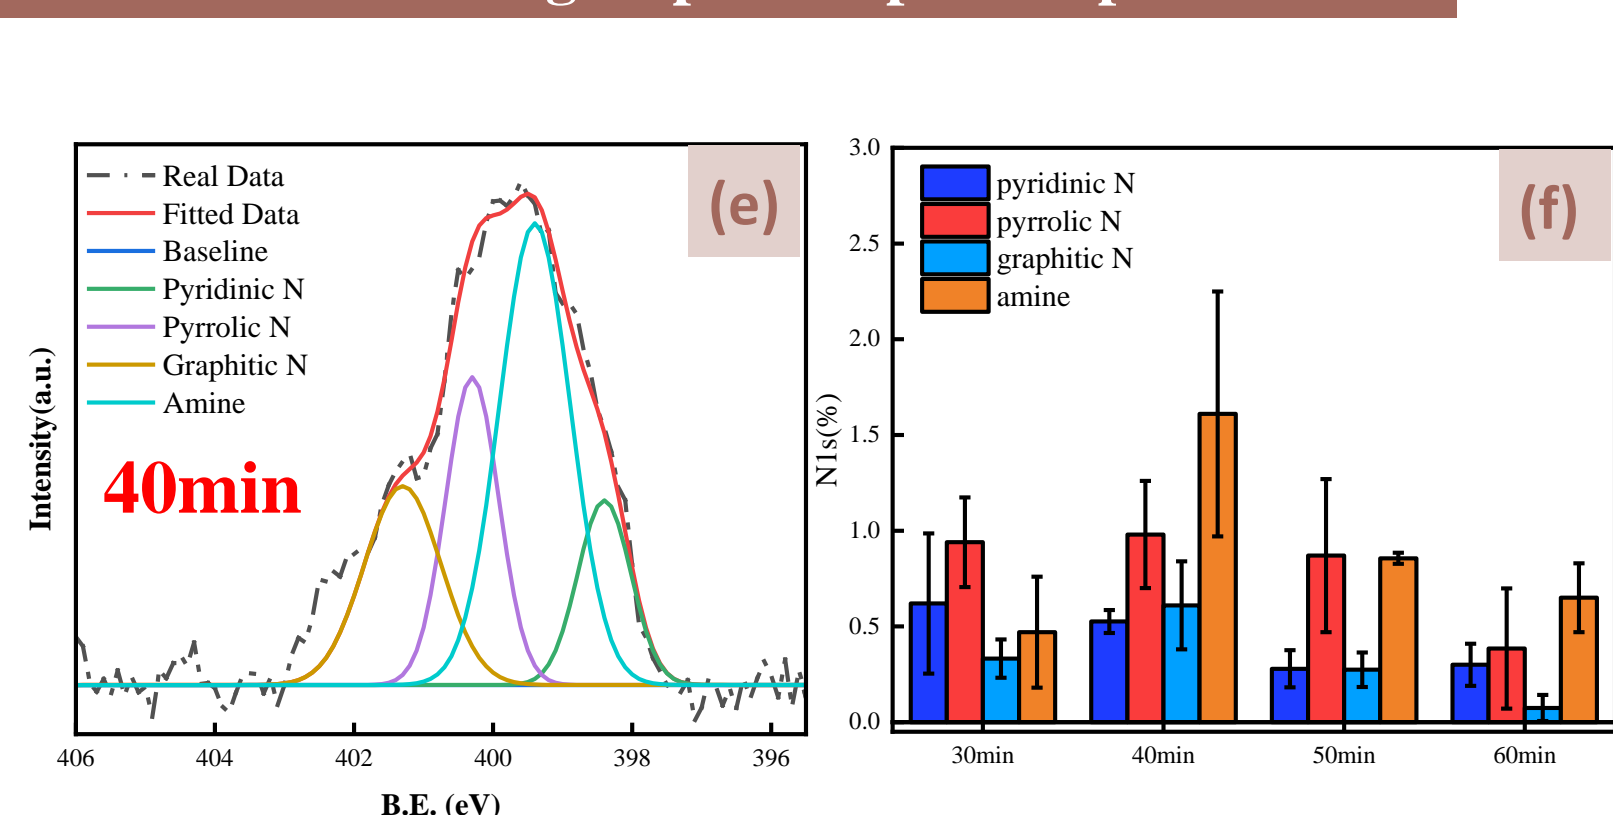 Real Data
Fitted Data
Baseline
Pyridinic N
Pyrrolic N
Graphitic N
Amine
40min
(e)
Intensity(a.u.)
406 404 402 400 398 396
B.E. (eV)
3.0
2.5
2.0
1.5
1.0
0.5
0.0
N1s(%)
pyridinic N
pyrrolic N
graphitic N
amine
(f)
30min 40min 50min 60min